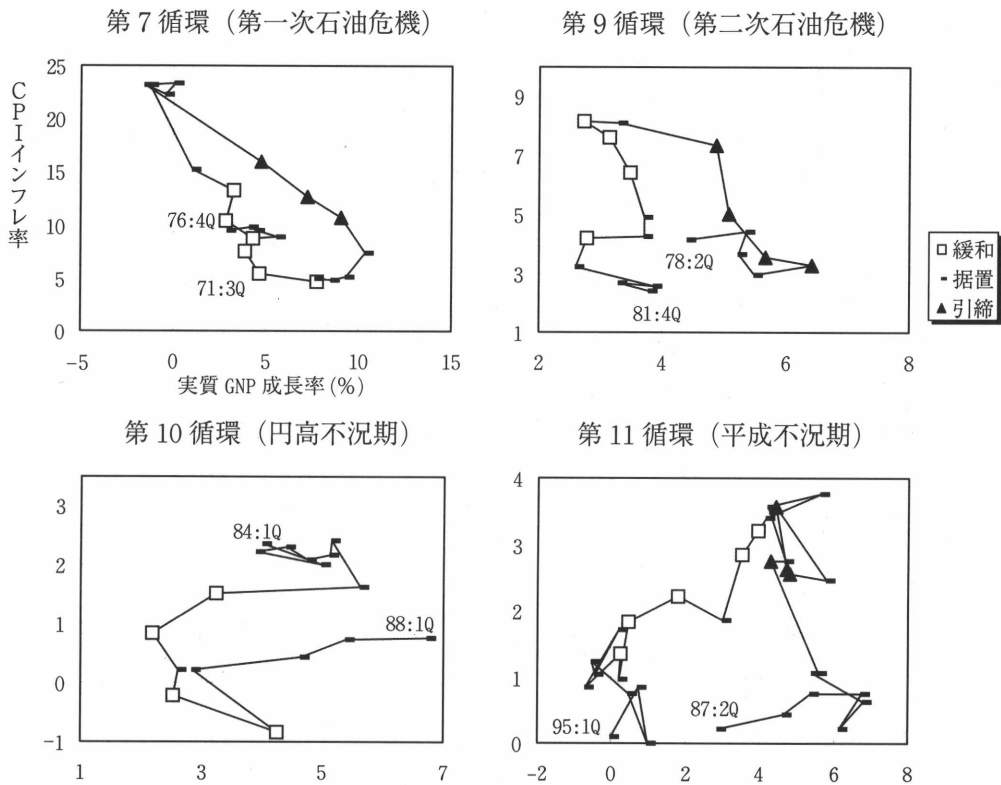 第7循環（第一次石油危機）
CPIインフレ率
25
20
15
10
5
0
76:4Q
71:3Q
-5
0
5
10
15
実質 GNP 成長率(%)
第9循環（第二次石油危機）
9
7
5
3
1
78:2Q
81:4Q
2
4
6
8
□ 緩和
- 据置
▲ 引締
第10循環（円高不況期）
3
2
1
0
-1
84:1Q
88:1Q
1
3
5
7
第11循環（平成不況期）
4
3
2
1
0
95:1Q
87:2Q
-2
0
2
4
6
8